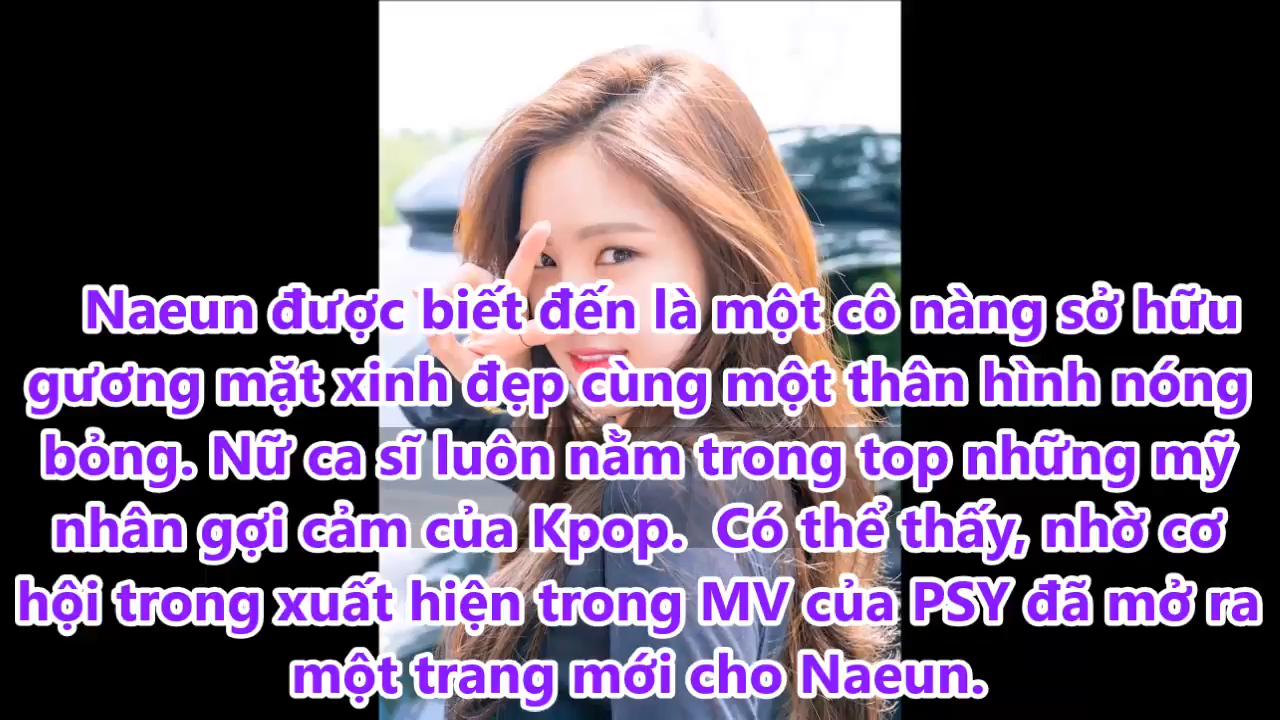 Naeun được biết đến là một cô nàng sở hữu
gương mặt xinh đẹp cùng một thân hình nóng
bỏng. Nữ ca sĩ luôn nằm trong top những mỹ
nhân gợi cảm của Kpop. Có thể thấy, nhờ cơ
hội trong xuất hiện trong MV của PSY đã mở ra
một trang mới cho Naeun.